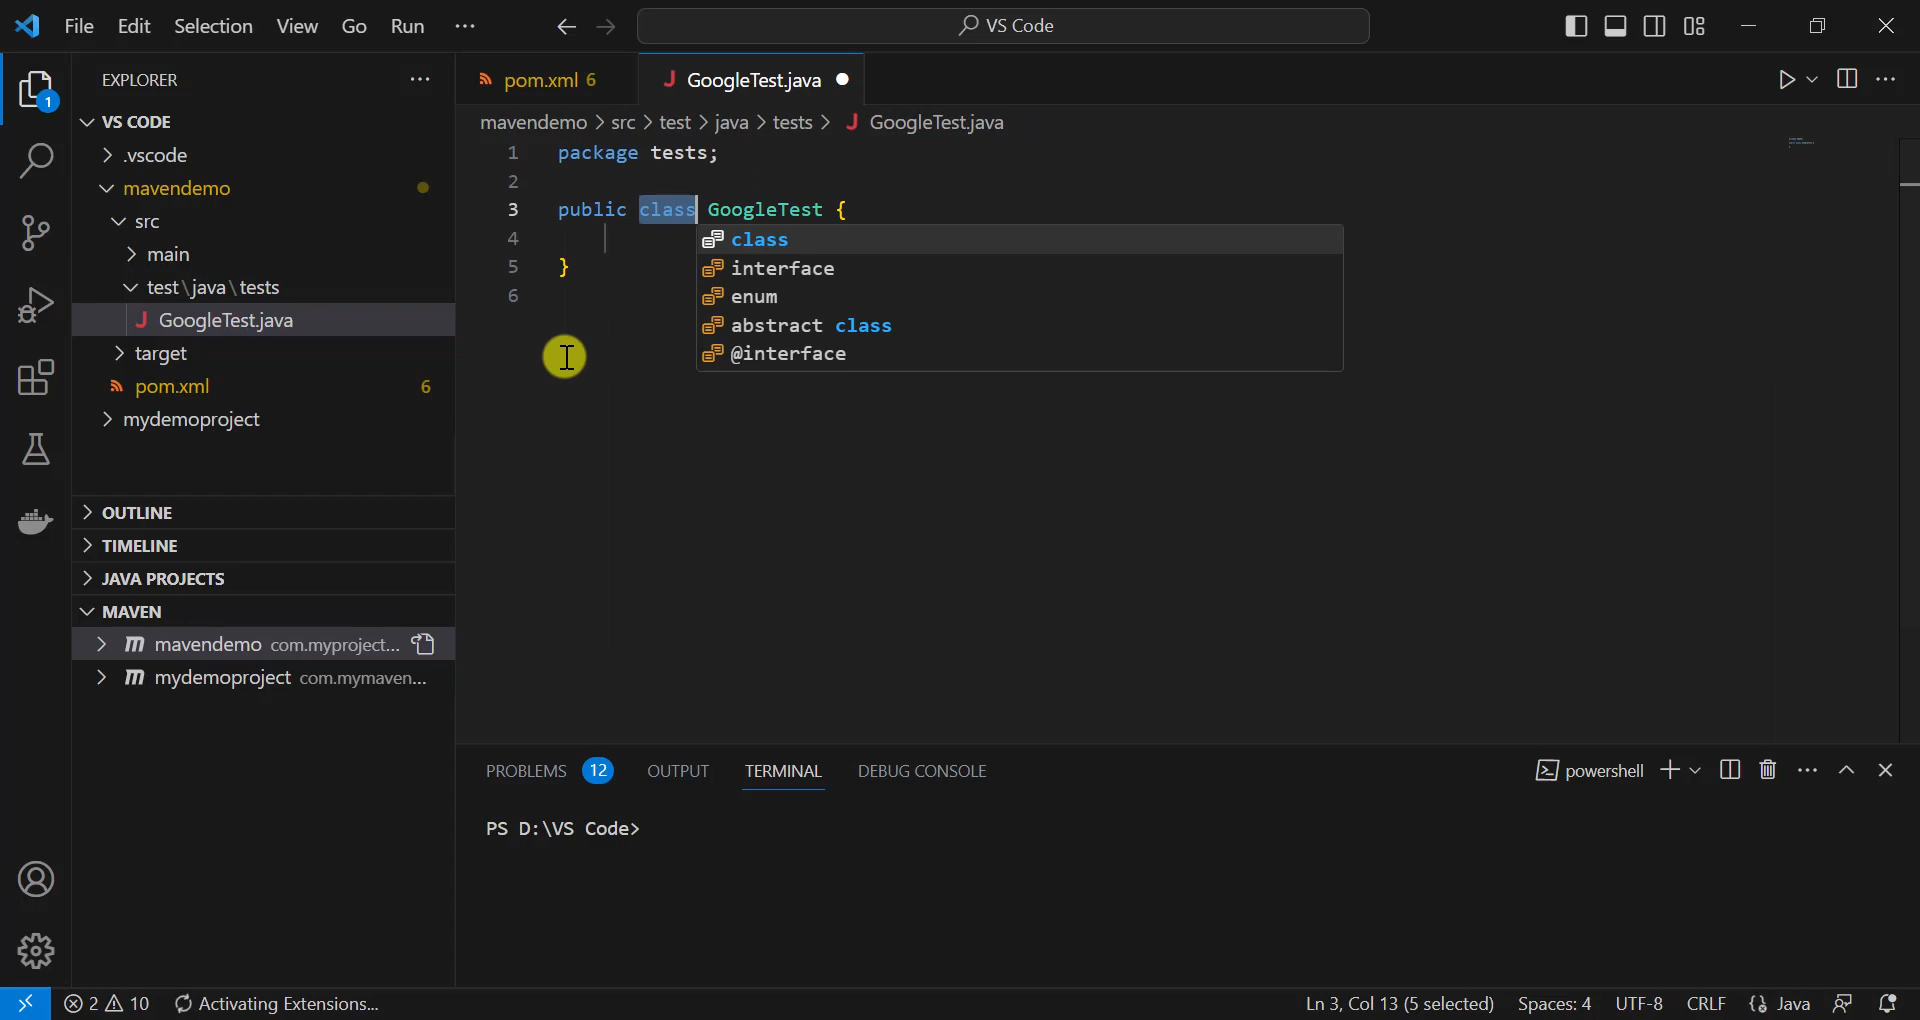 File Edit Selection View Go Run ···
VS Code
EXPLORER ···
VS CODE
.vscode
mavendemo
src
main
test\java\tests
GoogleTest.java
target
pom.xml 6
mydemoproject
OUTLINE
TIMELINE
JAVA PROJECTS
MAVEN
mavendemo com.myproject...
mydemoproject com.mymaven...
1
pom.xml 6
GoogleTest.java
mavendemo > src > test > java > tests > GoogleTest.java
1 package tests;
2
3 public class GoogleTest {
4
5 }
6
class
interface
enum
abstract class
@interface
PROBLEMS 12 OUTPUT TERMINAL DEBUG CONSOLE
powershell
PS D:\VS Code>
2 10 Activating Extensions...
Ln 3, Col 13 (5 selected) Spaces: 4 UTF-8 CRLF {} Java